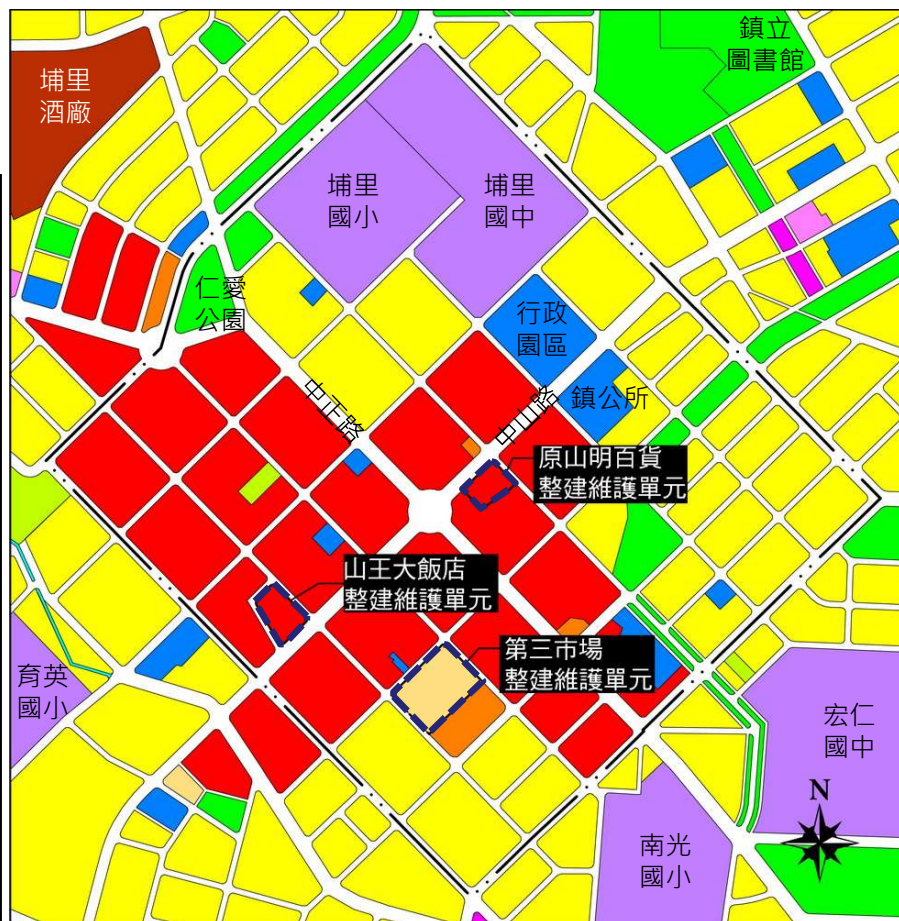 鎮立
圖書館
埔里
酒廠
埔里
國小
埔里
國中
仁愛
公園
行政
園區
中正路
中山路
鎮公所
原山明百貨
整建維護單元
山王大飯店
整建維護單元
第三市場
整建維護單元
育英
國小
宏仁
國中
N
南光
國小